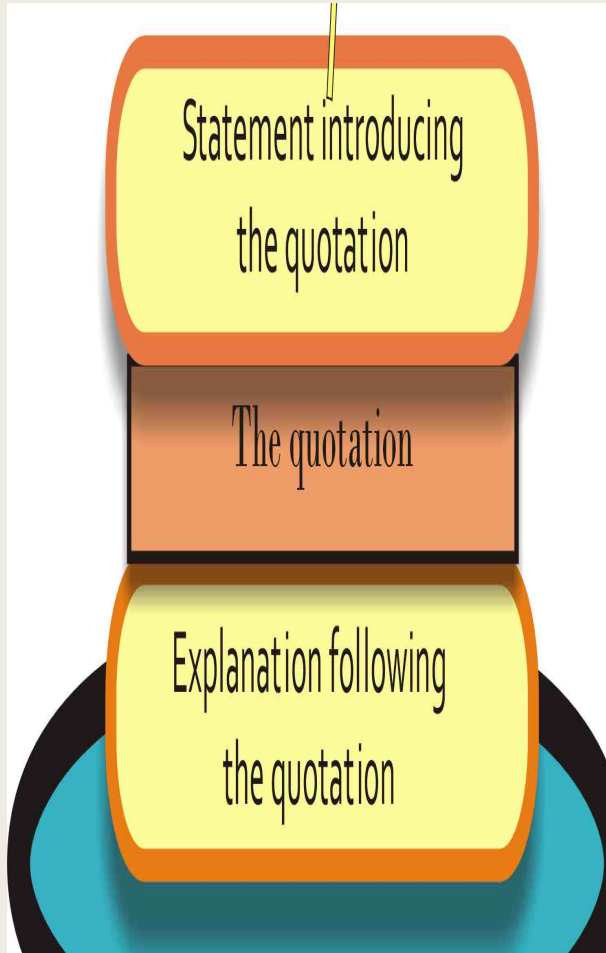 Statement introducing
the quotation
The quotation
Explanation following
the quotation